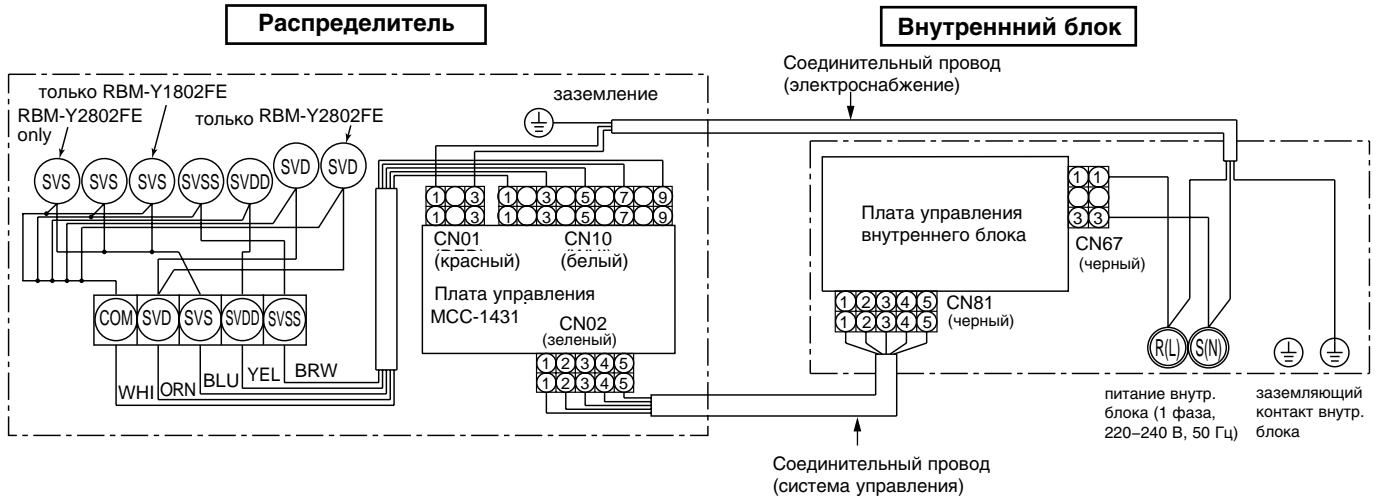 Распределитель
Внутреннний блок
только RBM-Y1802FE
RBM-Y2802FE
only
только RBM-Y2802FE
заземление
Соединительный провод
(электроснабжение)
SVS SVS SVS SVSS SVDD SVD SVD
1 3 1 3 5 7 9
1 3 1 3 5 7 9
CN01 CN10
(красный) (белый)
Плата управления
MCC-1431
CN02
(зеленый)
1 2 3 4 5
1 2 3 4 5
COM SVD SVS SVDD SVSS
WHI ORN BLU YEL BRW
Плата управления
внутреннего блока
1 1
3 3
CN67
(черный)
1 2 3 4 5
1 2 3 4 5
CN81
(черный)
R(L) S(N)
питание внутр.
блока (1 фаза,
220–240 В, 50 Гц)
заземляющий
контакт внутр.
блока
Соединительный провод
(система управления)